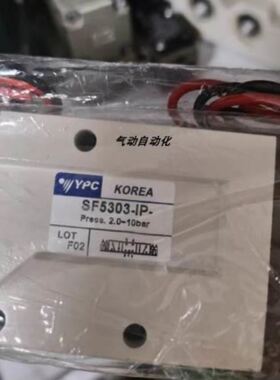 气动自动化
YPC KOREA
SF5303-IP-
Press. 2.0~10bar
LOT
F02